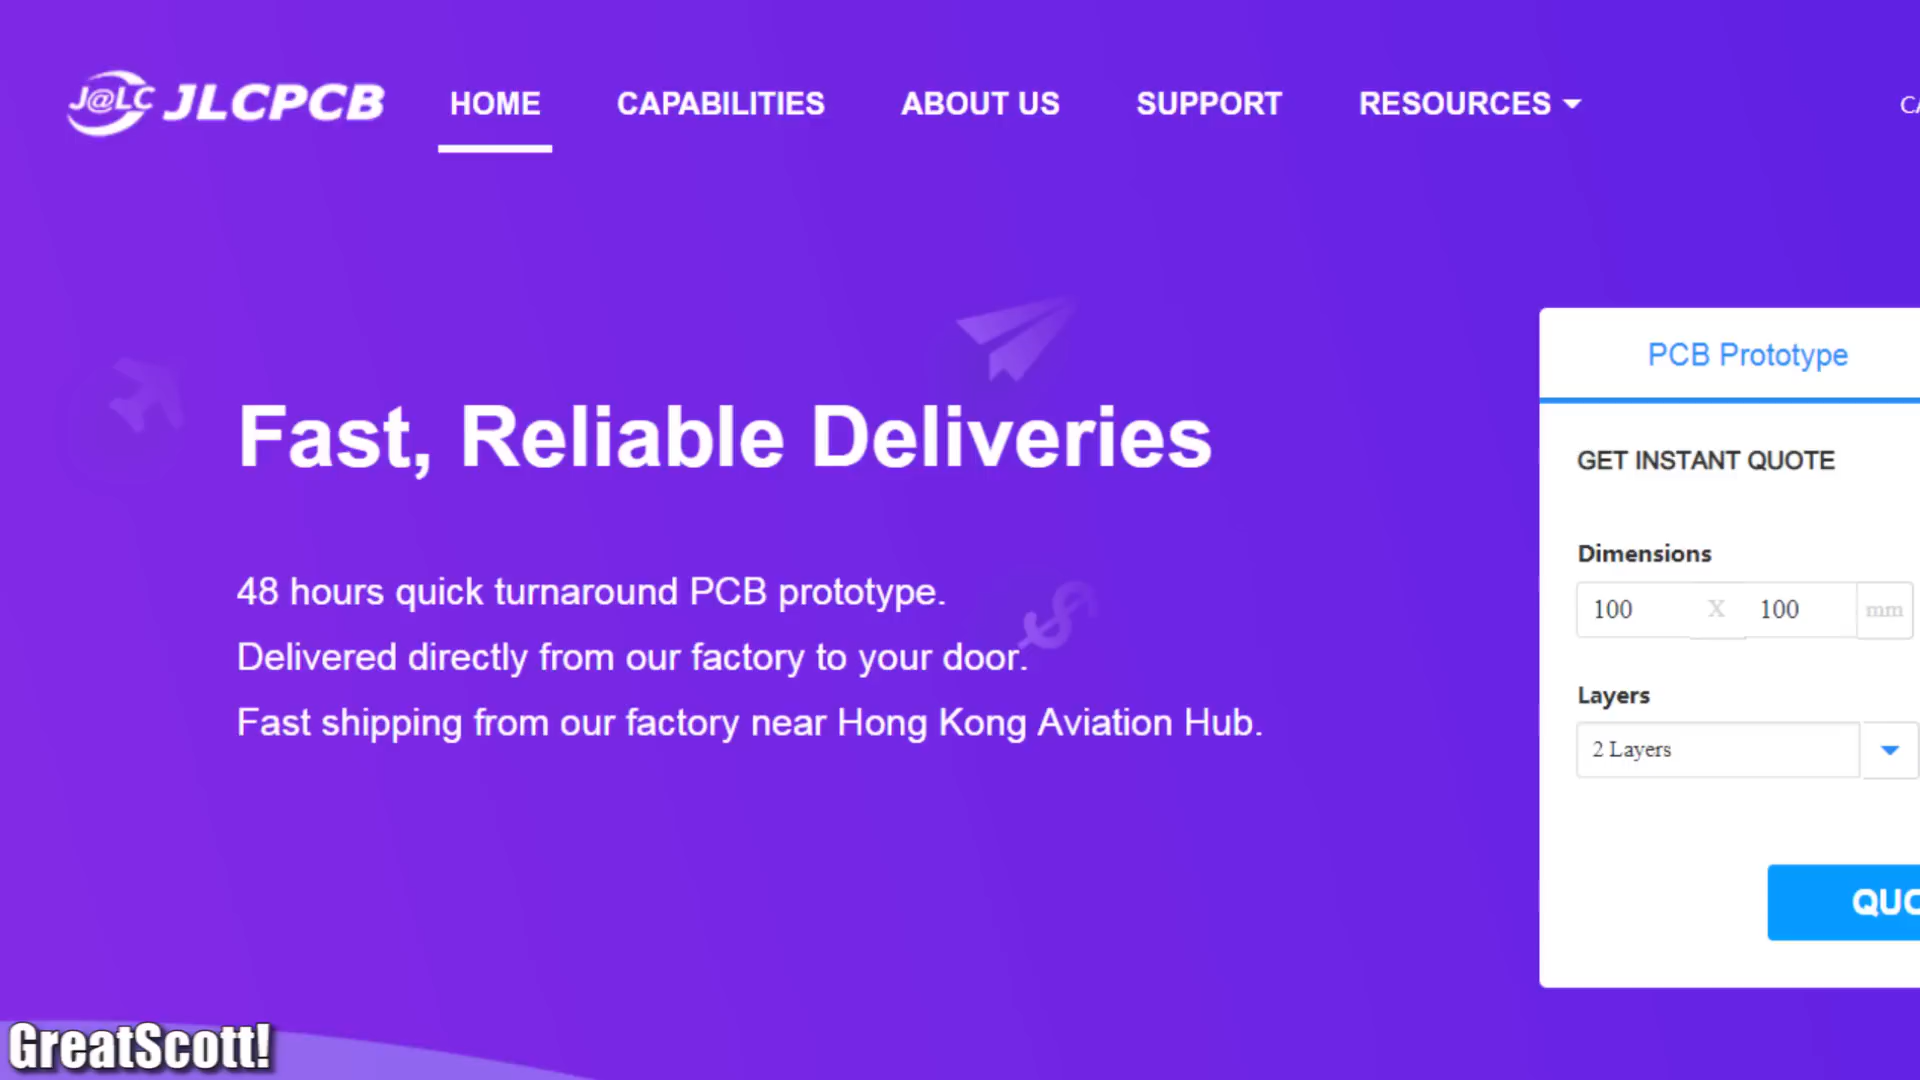 J@LC JLCPCB HOME CAPABILITIES ABOUT US SUPPORT RESOURCES
Fast, Reliable Deliveries
48 hours quick turnaround PCB prototype.
Delivered directly from our factory to your door.
Fast shipping from our factory near Hong Kong Aviation Hub.
PCB Prototype
GET INSTANT QUOTE
Dimensions
100 X 100 mm
Layers
2 Layers
GreatScott!